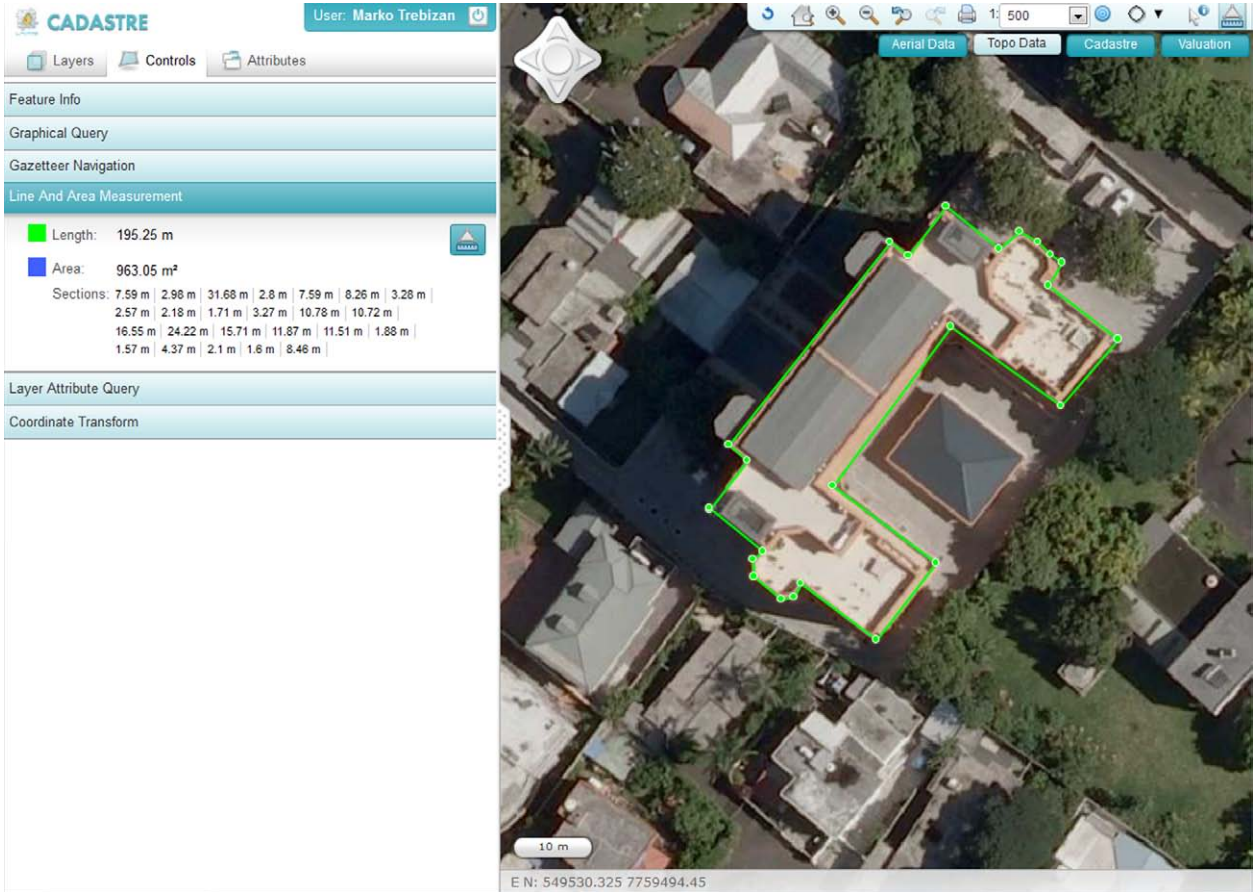 CADASTRE
User: Marko Trebizan
Layers
Controls
Attributes
Feature Info
Graphical Query
Gazetteer Navigation
Line And Area Measurement
Length: 195.25 m
Area: 963.05 m²
Sections: 7.59 m | 2.98 m | 31.68 m | 2.8 m | 7.59 m | 8.26 m | 3.28 m |
2.57 m | 2.18 m | 1.71 m | 3.27 m | 10.78 m | 10.72 m |
16.55 m | 24.22 m | 15.71 m | 11.87 m | 11.51 m | 1.88 m |
1.57 m | 4.37 m | 2.1 m | 1.6 m | 8.46 m |
Layer Attribute Query
Coordinate Transform
1: 500
Aerial Data
Topo Data
Cadastre
Valuation
10 m
E N: 549530.325 7759494.45